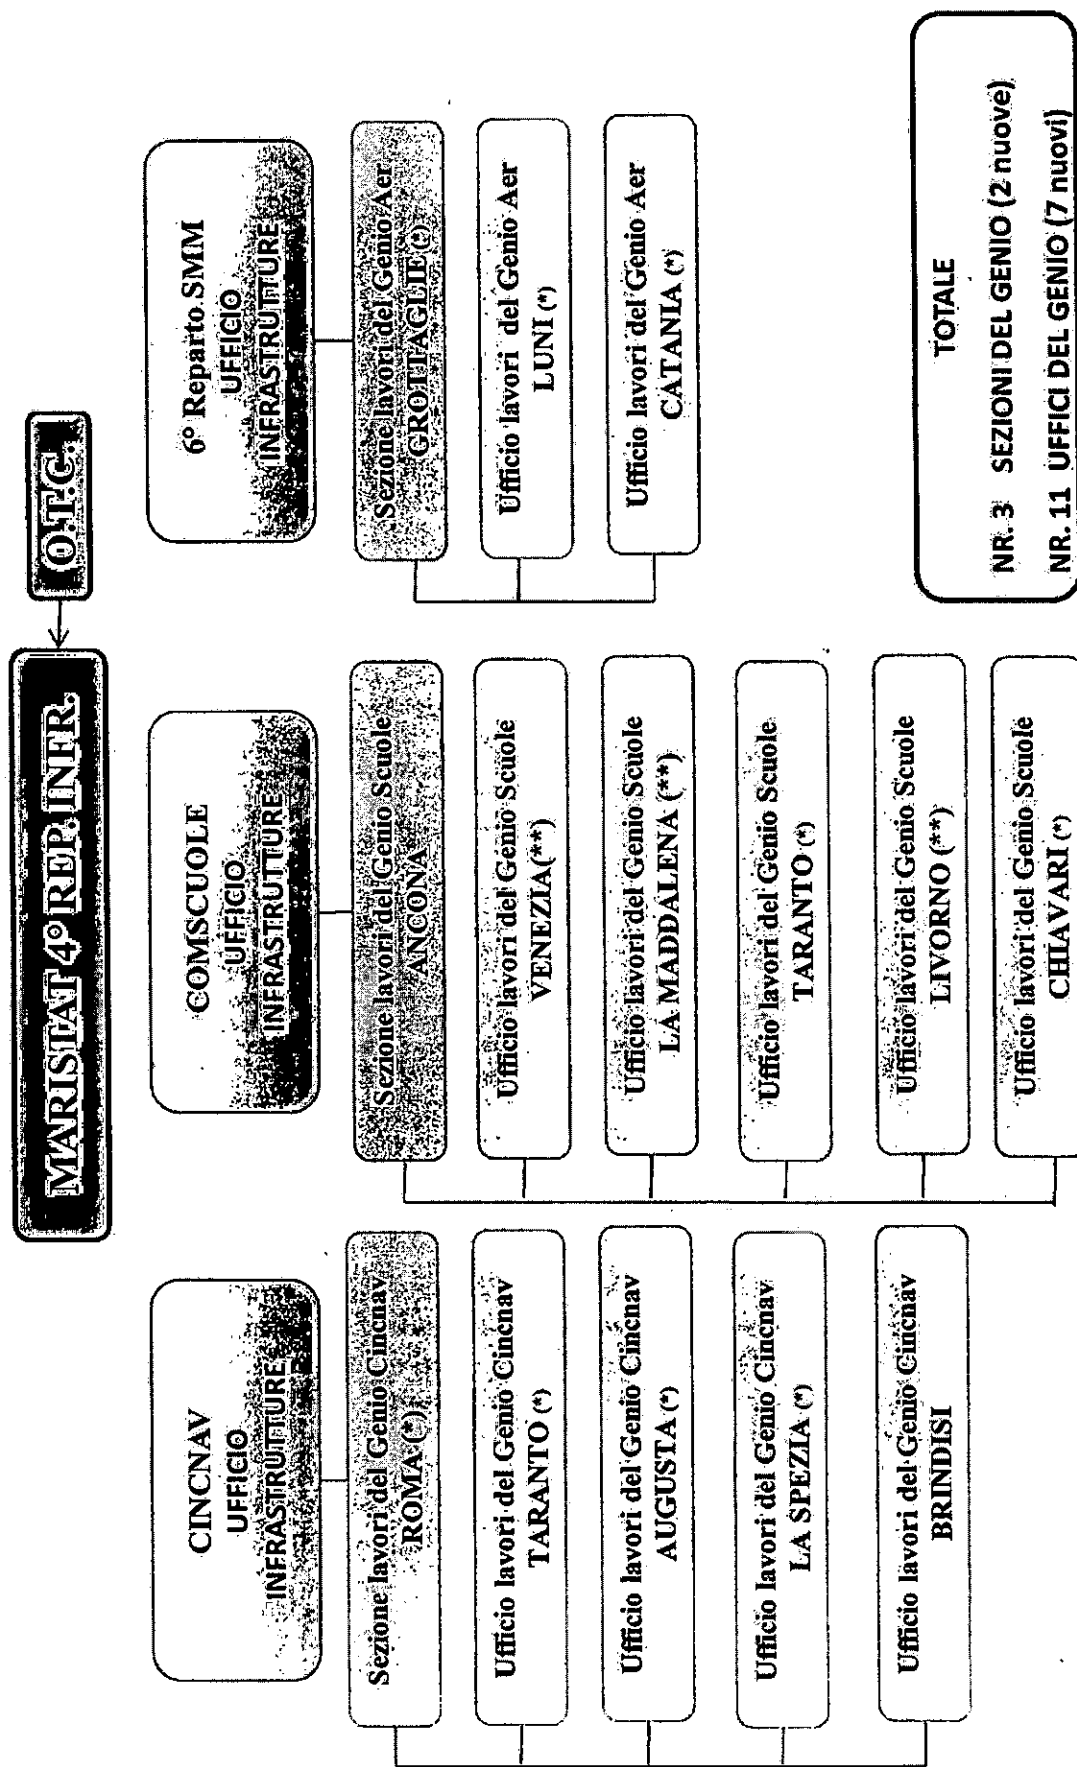 MARISTAT 4° REP. INFR.
O.T.C.
CINCNAV
UFFICIO
INFRASTRUTTURE
Sezione lavori del Genio Cincnav
ROMA (*)
Ufficio lavori del Genio Cincnav
TARANTO (*)
Ufficio lavori del Genio Cincnav
AUGUSTA (*)
Ufficio lavori del Genio Cincnav
LA SPEZIA (*)
Ufficio lavori del Genio Cincnav
BRINDISI
COMSCUOLE
UFFICIO
INFRASTRUTTURE
Sezione lavori del Genio Scuole
ANCONA
Ufficio lavori del Genio Scuole
VENEZIA(**)
Ufficio lavori del Genio Scuole
LA MADDALENA (**)
Ufficio lavori del Genio Scuole
TARANTO (*)
Ufficio lavori del Genio Scuole
LIVORNO (**)
Ufficio lavori del Genio Scuole
CHIAVARI (*)
6° Reparto SMM
UFFICIO
INFRASTRUTTURE
Sezione lavori del Genio Aer
GROTTAGLIE (*)
Ufficio lavori del Genio Aer
LUNI (*)
Ufficio lavori del Genio Aer
CATANIA (*)
TOTALE
NR. 3 SEZIONI DEL GENIO (2 nuove)
NR. 11 UFFICI DEL GENIO (7 nuovi)